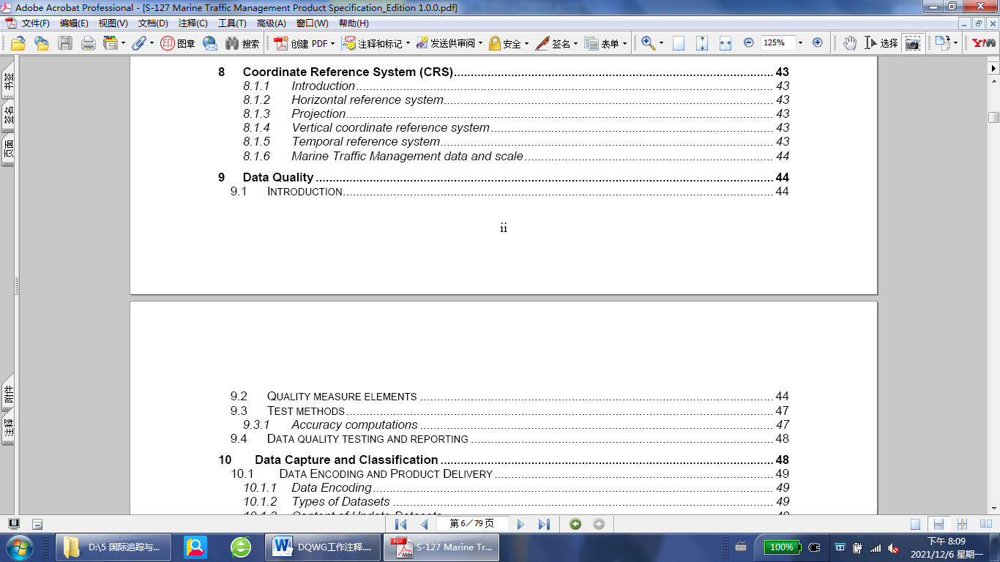 Adobe Acrobat Professional - [S-127 Marine Traffic Management Product Specification_Edition 1.0.0.pdf]
文件(F) 编辑(E) 视图(V) 文档(D) 注释(C) 工具(T) 高级(A) 窗口(W) 帮助(H)
图章 搜索 创建 PDF 注释和标记 发送供审阅 安全 签名 表单 125% 选择 Y!
书签
签名
页面
附件
注释
8 Coordinate Reference System (CRS) 43
8.1.1 Introduction 43
8.1.2 Horizontal reference system 43
8.1.3 Projection 43
8.1.4 Vertical coordinate reference system 43
8.1.5 Temporal reference system 43
8.1.6 Marine Traffic Management data and scale 44
9 Data Quality 44
9.1 INTRODUCTION 44
ii
9.2 QUALITY MEASURE ELEMENTS 44
9.3 TEST METHODS 47
9.3.1 Accuracy computations 47
9.4 DATA QUALITY TESTING AND REPORTING 48
10 Data Capture and Classification 48
10.1 DATA ENCODING AND PRODUCT DELIVERY 49
10.1.1 Data Encoding 49
10.1.2 Types of Datasets 49
10.1.3 Content of Update Datasets 49
第 6／79 页
D:\5 国际追踪与... DQWG工作注释.... S-127 Marine Tr... 100% 下午 8:09
2021/12/6 星期一